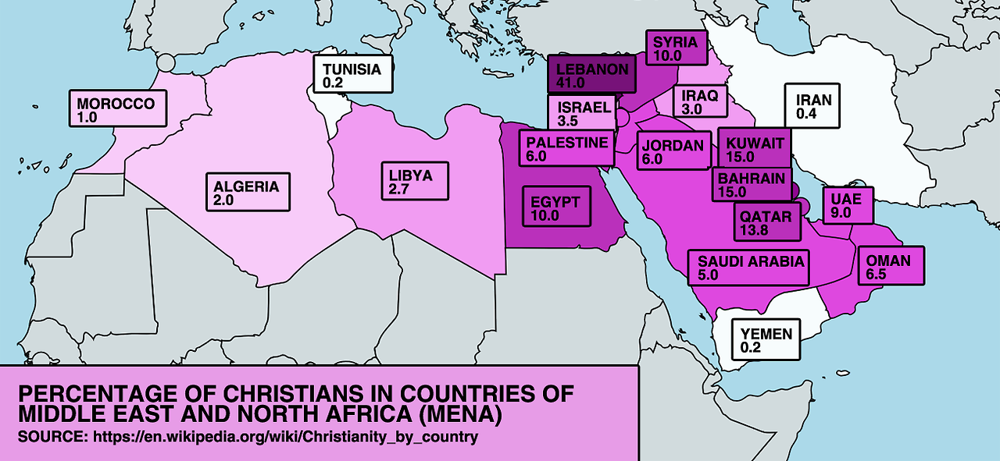 SYRIA
10.0
TUNISIA
0.2
LEBANON
41.0
MOROCCO
1.0
IRAQ
3.0
IRAN
0.4
ISRAEL
3.5
PALESTINE
6.0
JORDAN
6.0
KUWAIT
15.0
ALGERIA
2.0
LIBYA
2.7
BAHRAIN
15.0
EGYPT
10.0
UAE
9.0
QATAR
13.8
SAUDI ARABIA
5.0
OMAN
6.5
YEMEN
0.2
PERCENTAGE OF CHRISTIANS IN COUNTRIES OF
MIDDLE EAST AND NORTH AFRICA (MENA)
SOURCE: https://en.wikipedia.org/wiki/Christianity_by_country